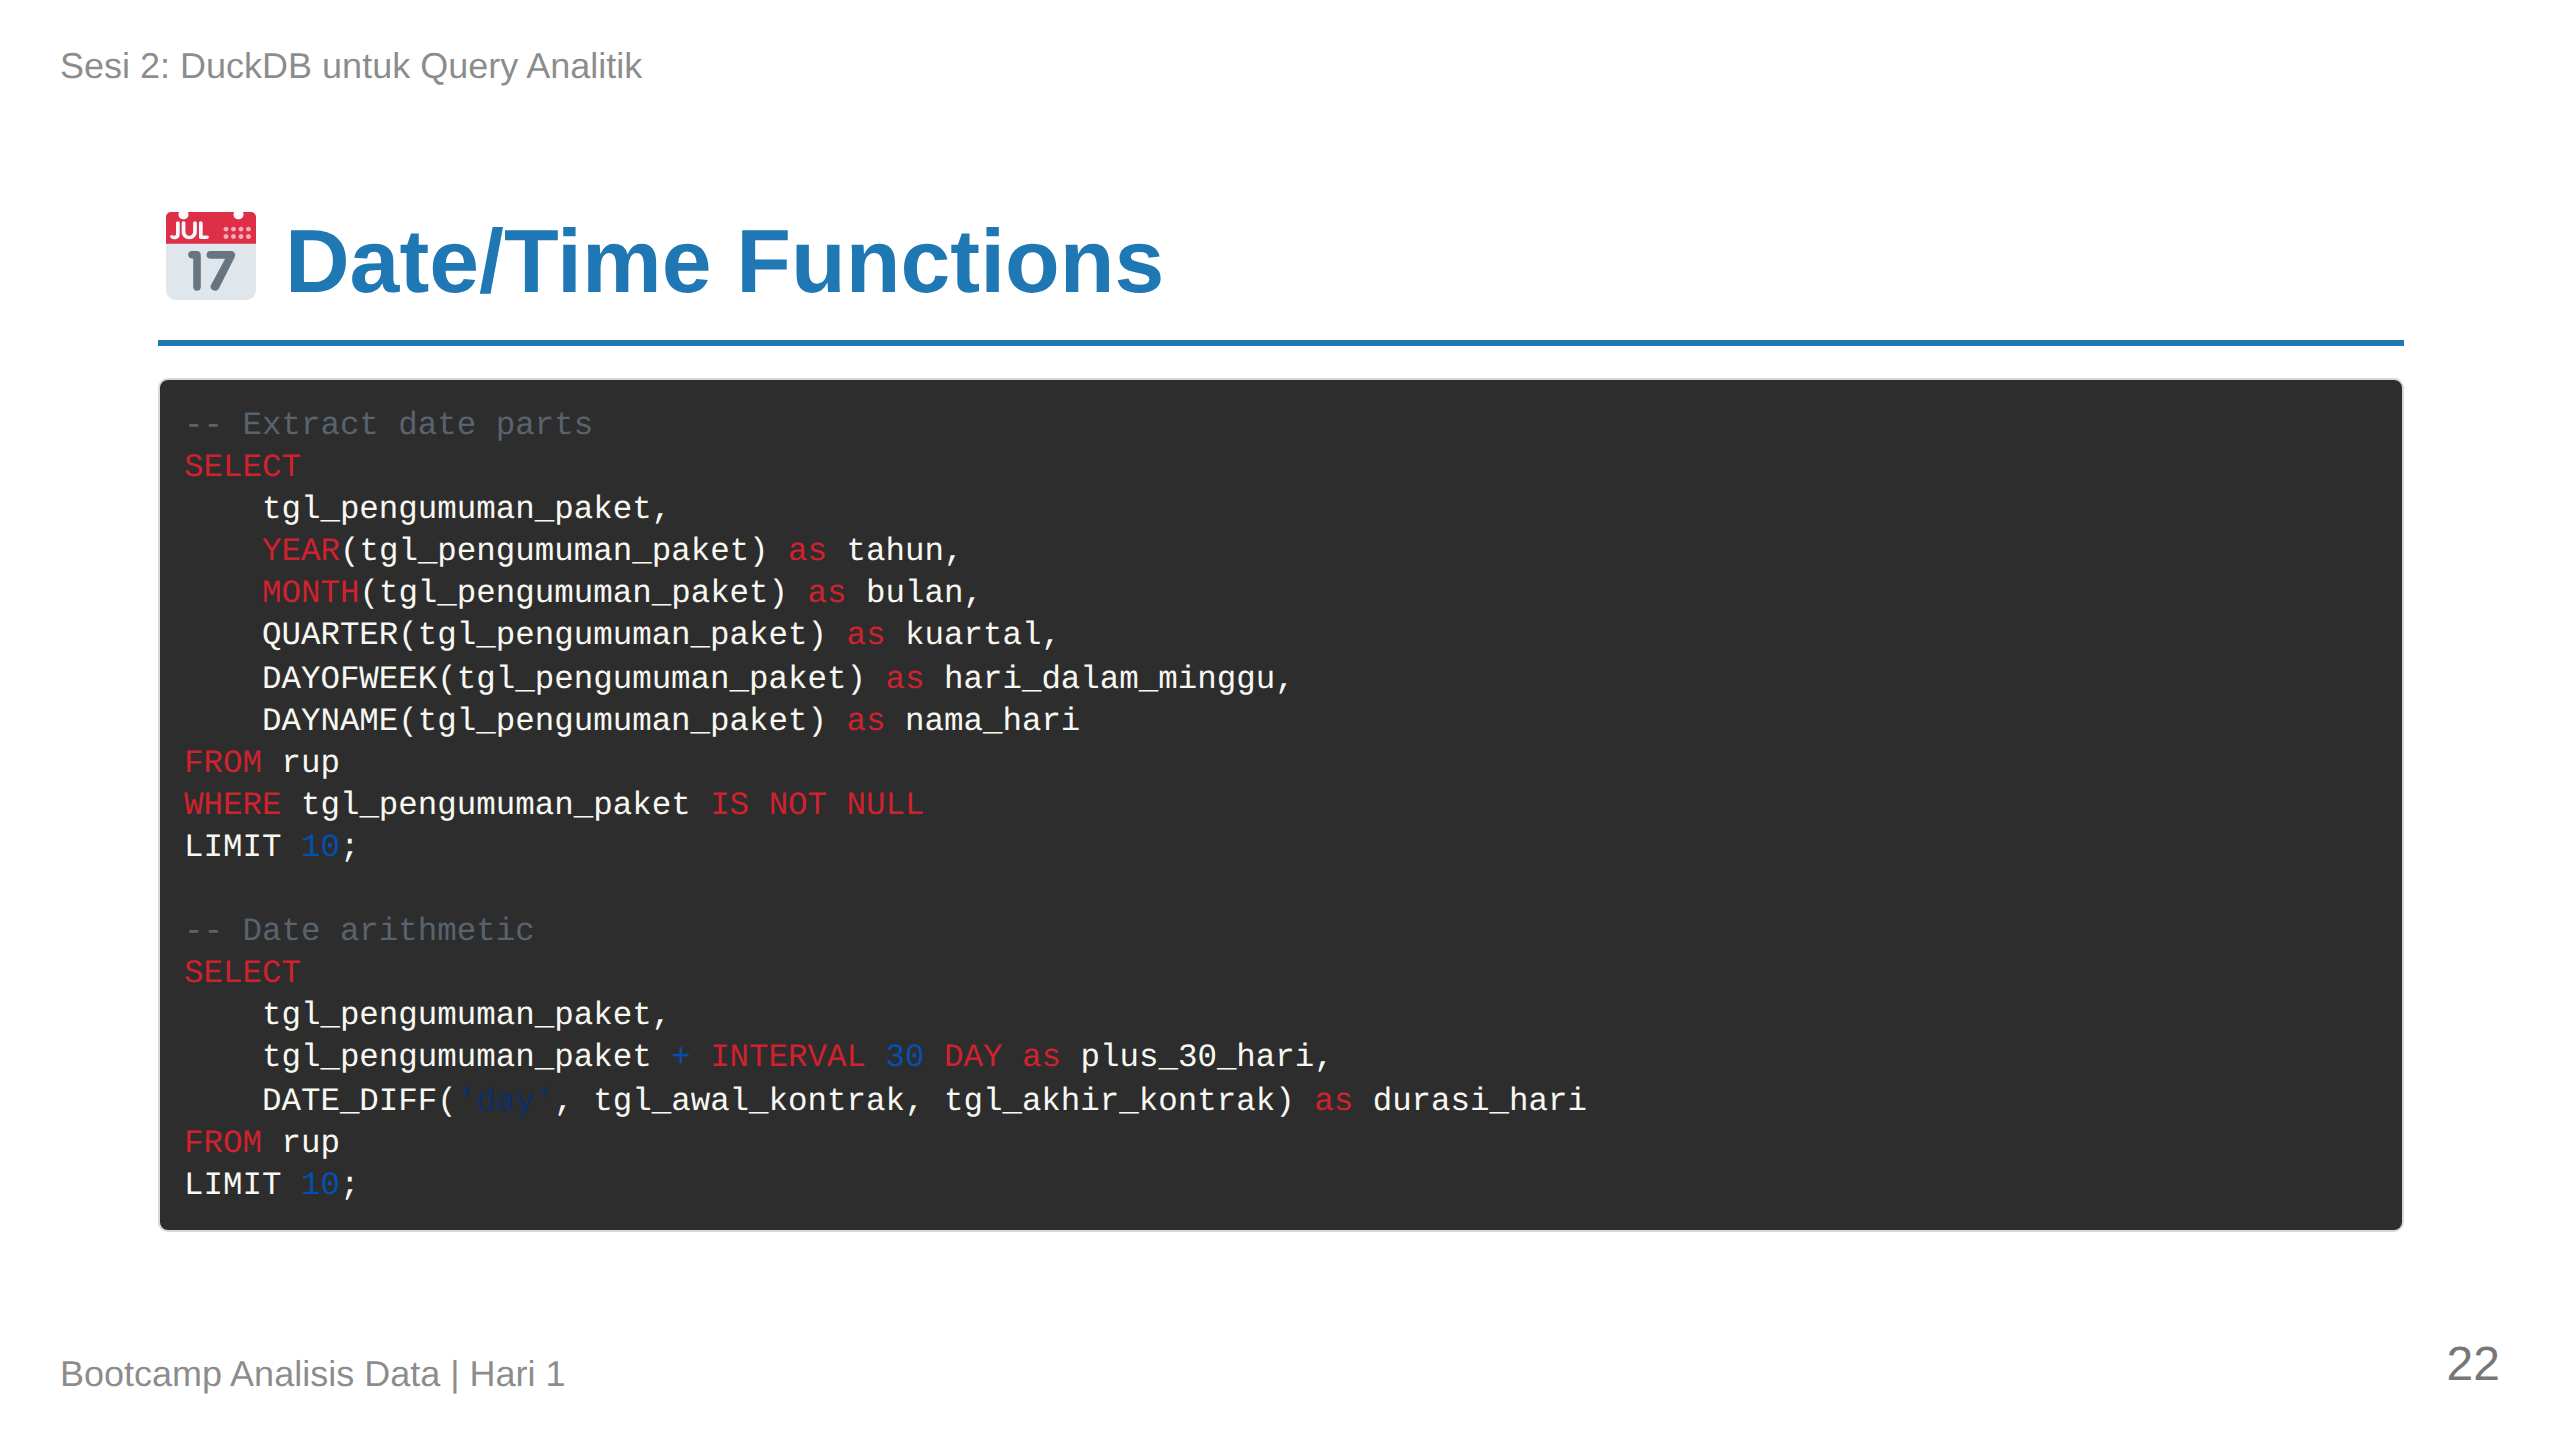 Sesi 2: DuckDB untuk Query Analitik
JUL
17
Date/Time Functions
-- Extract date parts
SELECT
    tgl_pengumuman_paket,
    YEAR(tgl_pengumuman_paket) as tahun,
    MONTH(tgl_pengumuman_paket) as bulan,
    QUARTER(tgl_pengumuman_paket) as kuartal,
    DAYOFWEEK(tgl_pengumuman_paket) as hari_dalam_minggu,
    DAYNAME(tgl_pengumuman_paket) as nama_hari
FROM rup
WHERE tgl_pengumuman_paket IS NOT NULL
LIMIT 10;
-- Date arithmetic
SELECT
    tgl_pengumuman_paket,
    tgl_pengumuman_paket + INTERVAL 30 DAY as plus_30_hari,
    DATE_DIFF('day', tgl_awal_kontrak, tgl_akhir_kontrak) as durasi_hari
FROM rup
LIMIT 10;
Bootcamp Analisis Data | Hari 1
22